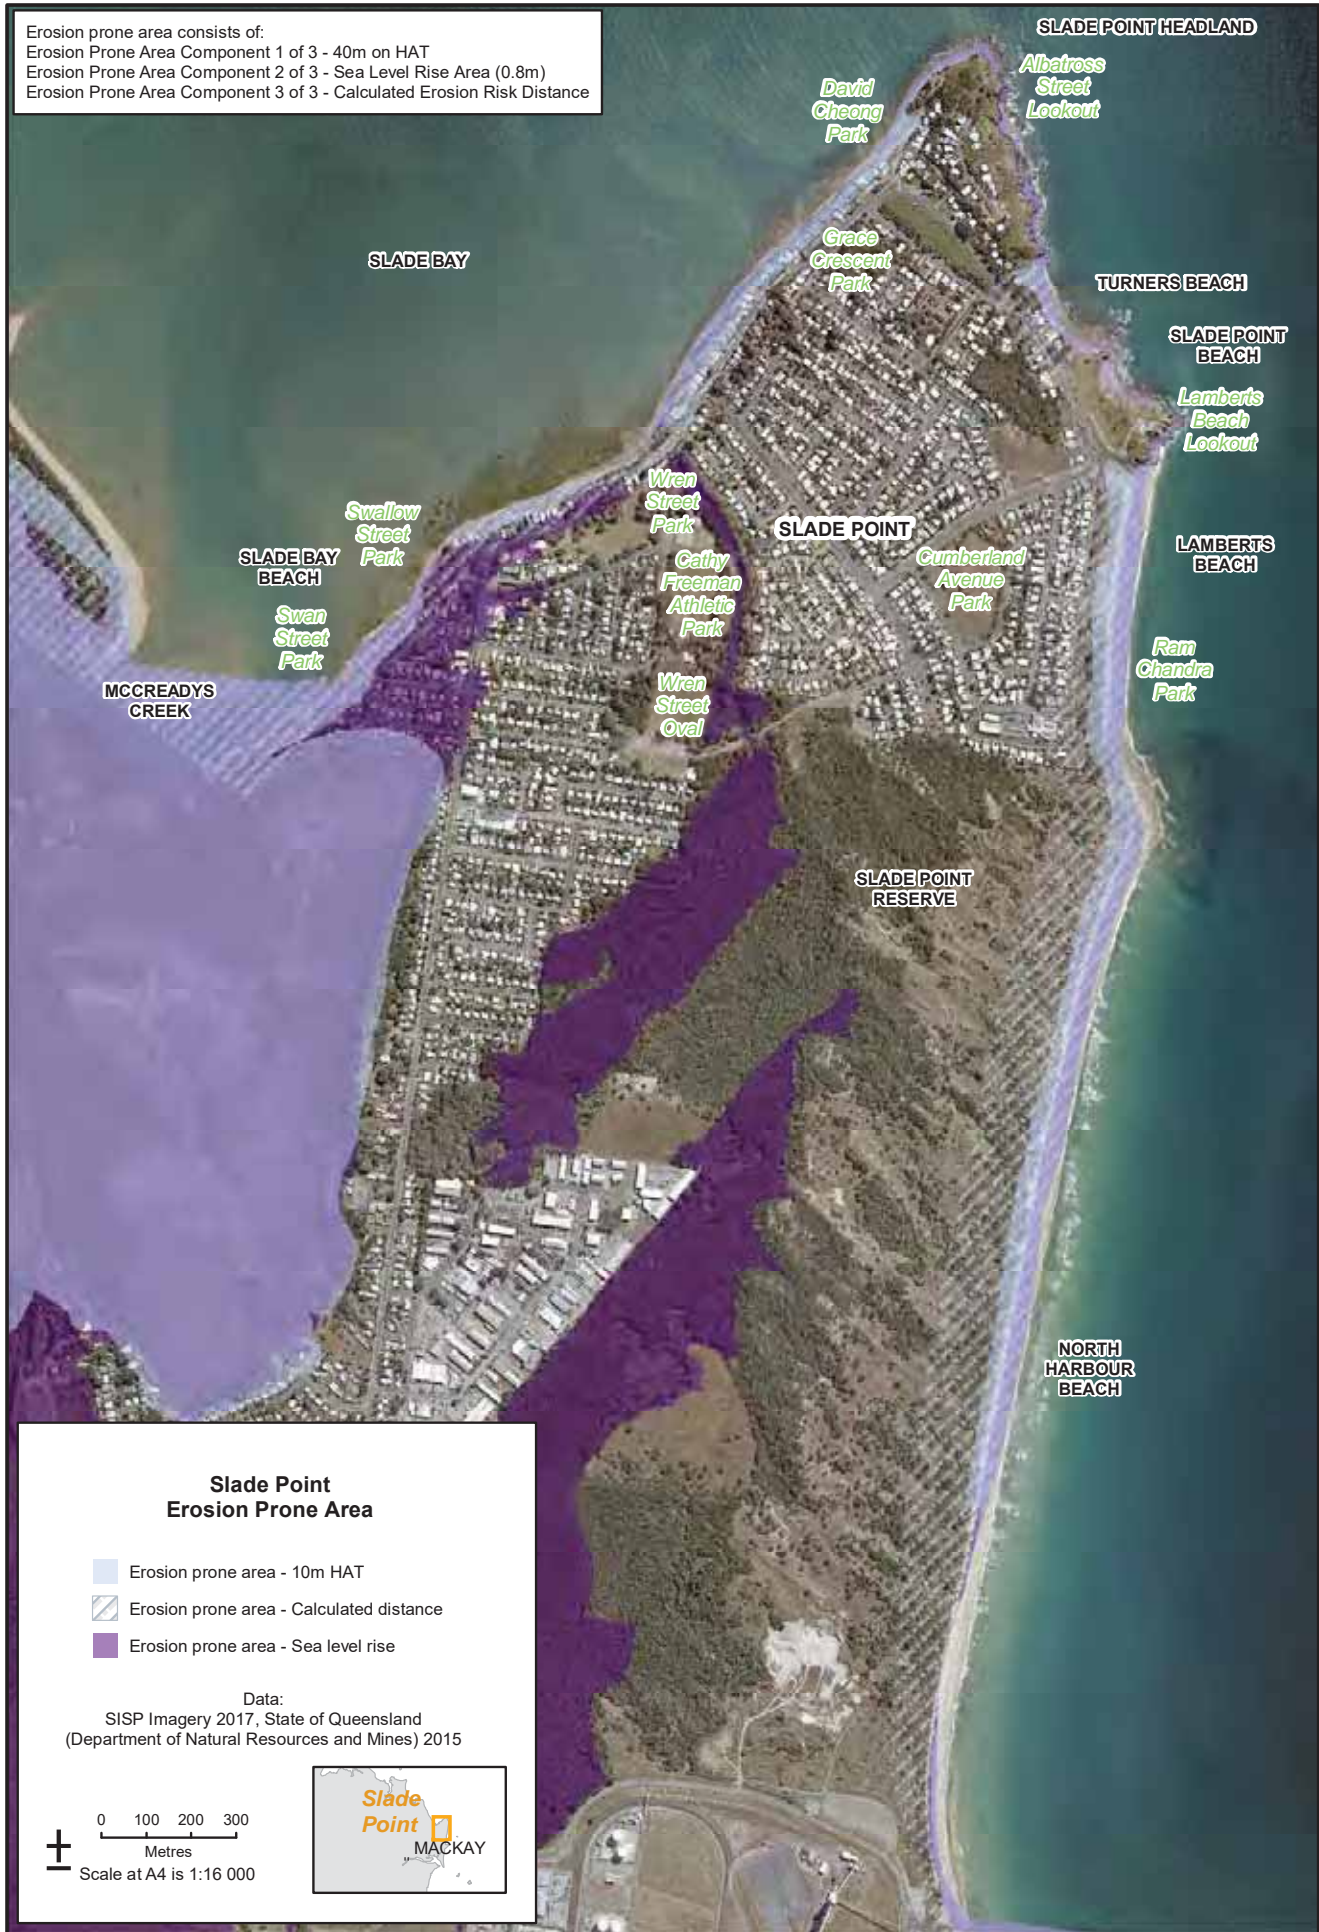 Erosion prone area consists of:
Erosion Prone Area Component 1 of 3 - 40m on HAT
Erosion Prone Area Component 2 of 3 - Sea Level Rise Area (0.8m)
Erosion Prone Area Component 3 of 3 - Calculated Erosion Risk Distance
SLADE POINT HEADLAND
Albatross
Street
Lookout
David
Cheong
Park
Grace
Crescent
Park
SLADE BAY
TURNERS BEACH
SLADE POINT
BEACH
Lamberts
Beach
Lookout
Wren
Street
Park
Swallow
Street
Park
SLADE POINT
LAMBERTS
BEACH
SLADE BAY
BEACH
Cathy
Freeman
Athletic
Park
Cumberland
Avenue
Park
Swan
Street
Park
Ram
Chandra
Park
MCCREADYS
CREEK
Wren
Street
Oval
SLADE POINT
RESERVE
NORTH
HARBOUR
BEACH
Slade Point
Erosion Prone Area
Erosion prone area - 10m HAT
Erosion prone area - Calculated distance
Erosion prone area - Sea level rise
Data:
SISP Imagery 2017, State of Queensland
(Department of Natural Resources and Mines) 2015
0 100 200 300
Metres
Scale at A4 is 1:16 000
Slade
Point
MACKAY